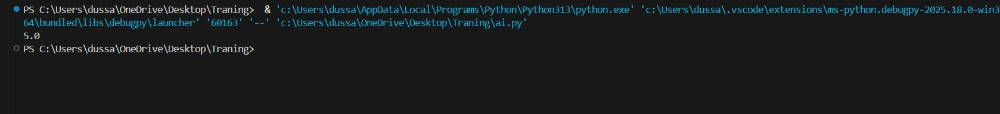 PS C:\Users\dussa\OneDrive\Desktop\Traning>  & 'c:\Users\dussa\AppData\Local\Programs\Python\Python313\python.exe' 'c:\Users\dussa\.vscode\extensions\ms-python.debugpy-2025.18.0-win3
64\bundled\libs\debugpy\launcher' '60163' '--' 'c:\Users\dussa\OneDrive\Desktop\Traning\ai.py'
5.0
PS C:\Users\dussa\OneDrive\Desktop\Traning>